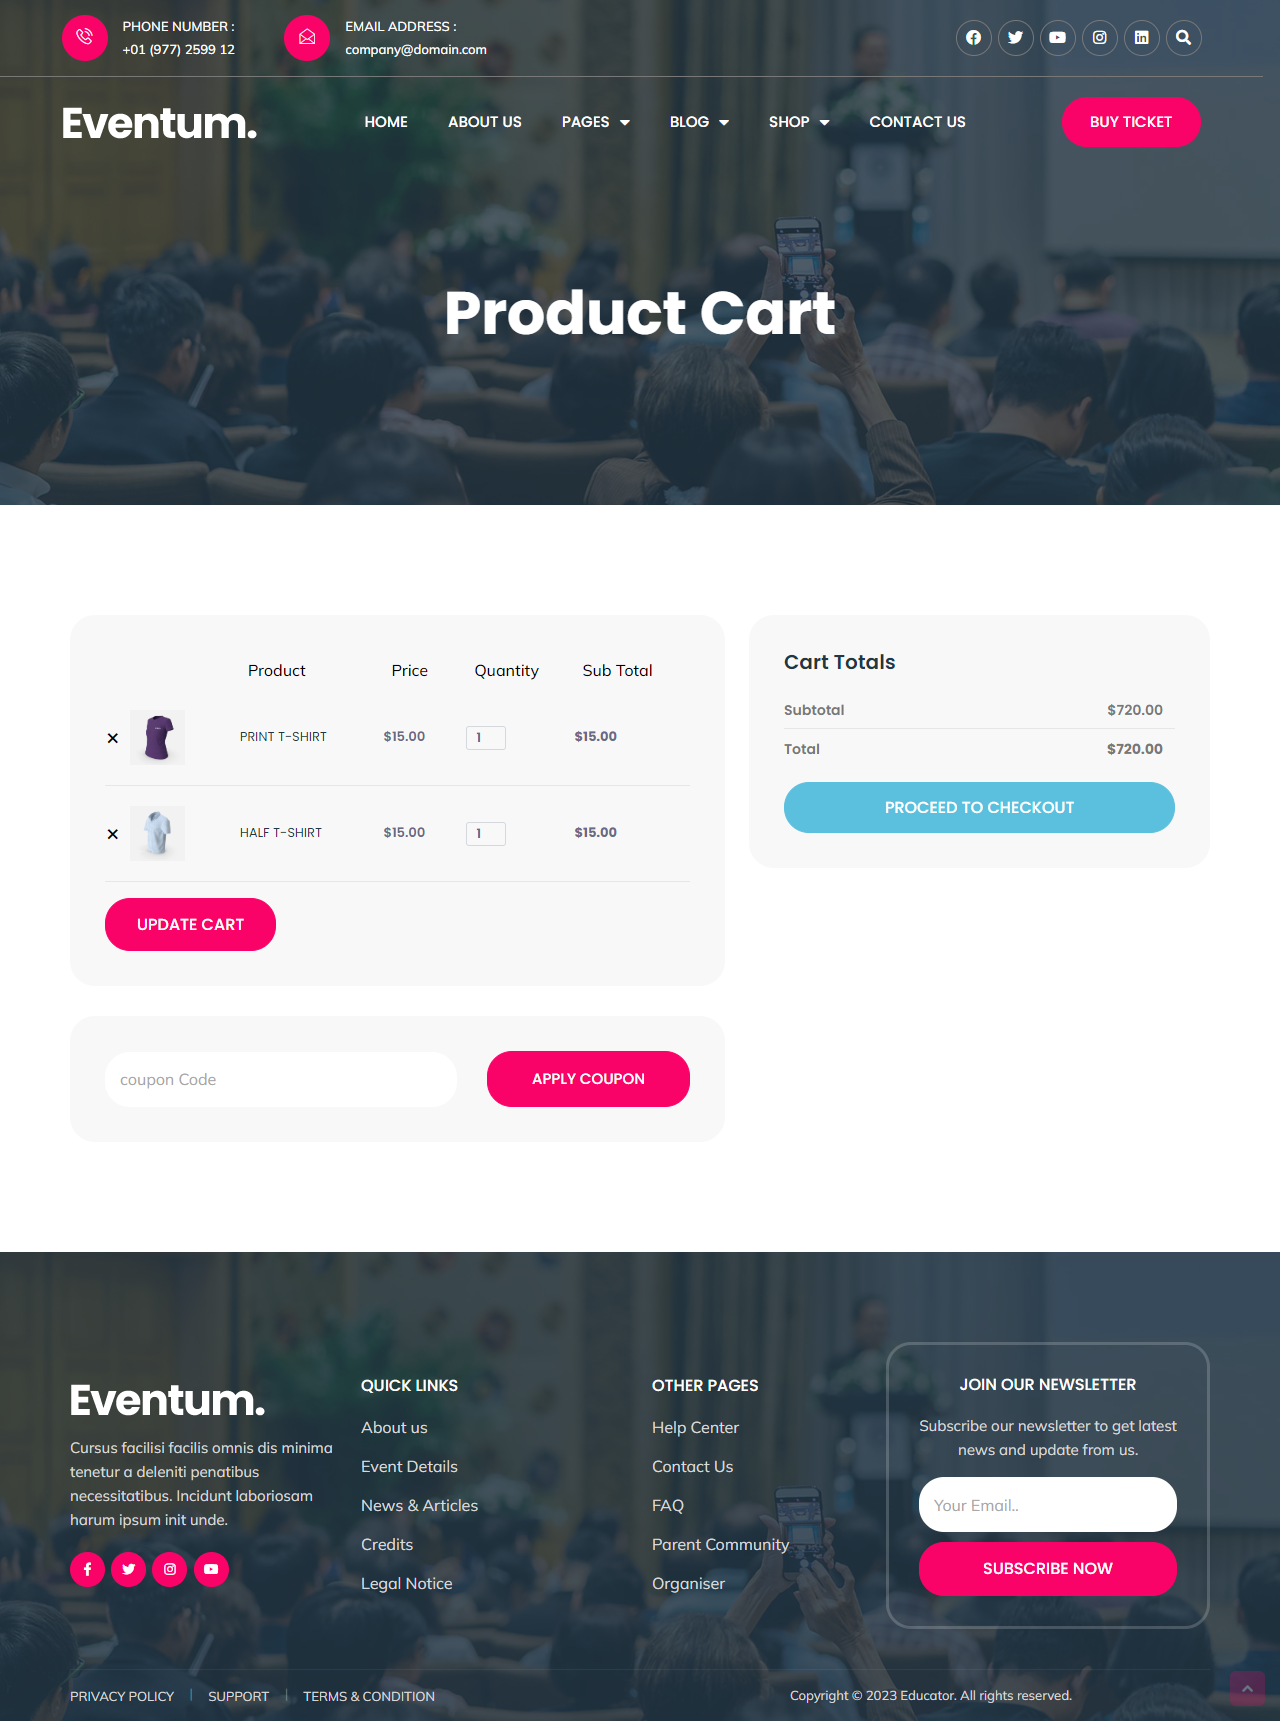 PHONE NUMBER :
+01 (977) 2599 12
EMAIL ADDRESS :
company@domain.com
Eventum.
HOME
ABOUT US
PAGES
BLOG
SHOP
CONTACT US
BUY TICKET
Product Cart
Product Price Quantity Sub Total
× PRINT T-SHIRT $15.00 1 $15.00
× HALF T-SHIRT $15.00 1 $15.00
UPDATE CART
coupon Code
APPLY COUPON
Cart Totals
Subtotal $720.00
Total $720.00
PROCEED TO CHECKOUT
Eventum.
Cursus facilisi facilis omnis dis minima
tenetur a deleniti penatibus
necessitatibus. Incidunt laboriosam
harum ipsum init unde.
QUICK LINKS
About us
Event Details
News & Articles
Credits
Legal Notice
OTHER PAGES
Help Center
Contact Us
FAQ
Parent Community
Organiser
JOIN OUR NEWSLETTER
Subscribe our newsletter to get latest
news and update from us.
Your Email..
SUBSCRIBE NOW
PRIVACY POLICY | SUPPORT | TERMS & CONDITION
Copyright © 2023 Educator. All rights reserved.